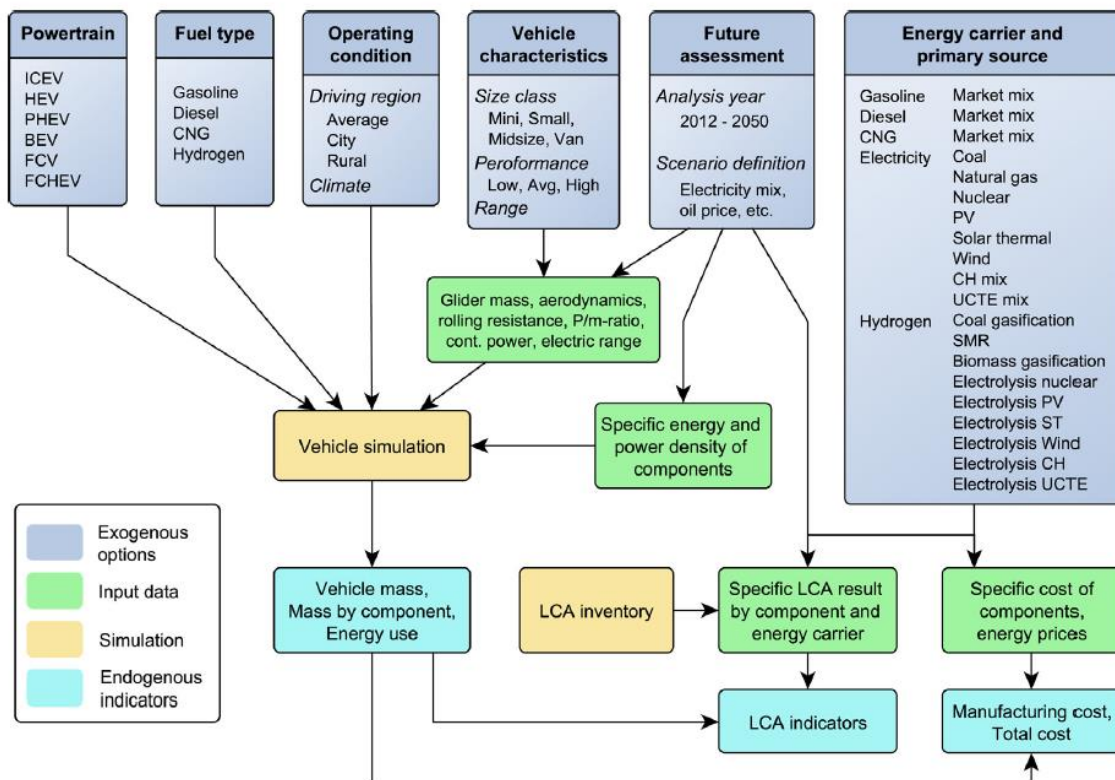 Powertrain
ICEV
HEV
PHEV
BEV
FCV
FCHEV
Fuel type
Gasoline
Diesel
CNG
Hydrogen
Operating
condition
Driving region
Average
City
Rural
Climate
Vehicle
characteristics
Size class
Mini, Small,
Midsize, Van
Peroformance
Low, Avg, High
Range
Future
assessment
Analysis year
2012 - 2050
Scenario definition
Electricity mix,
oil price, etc.
Energy carrier and
primary source
Gasoline Market mix
Diesel Market mix
CNG Market mix
Electricity Coal
Natural gas
Nuclear
PV
Solar thermal
Wind
CH mix
UCTE mix
Hydrogen Coal gasification
SMR
Biomass gasification
Electrolysis nuclear
Electrolysis PV
Electrolysis ST
Electrolysis Wind
Electrolysis CH
Electrolysis UCTE
Glider mass, aerodynamics,
rolling resistance, P/m-ratio,
cont. power, electric range
Vehicle simulation
Specific energy and
power density of
components
Exogenous
options
Input data
Simulation
Endogenous
indicators
Vehicle mass,
Mass by component,
Energy use
LCA
inventory
Specific LCA result
by component and
energy carrier
Specific cost of
components,
energy prices
LCA indicators
Manufacturing cost,
Total cost